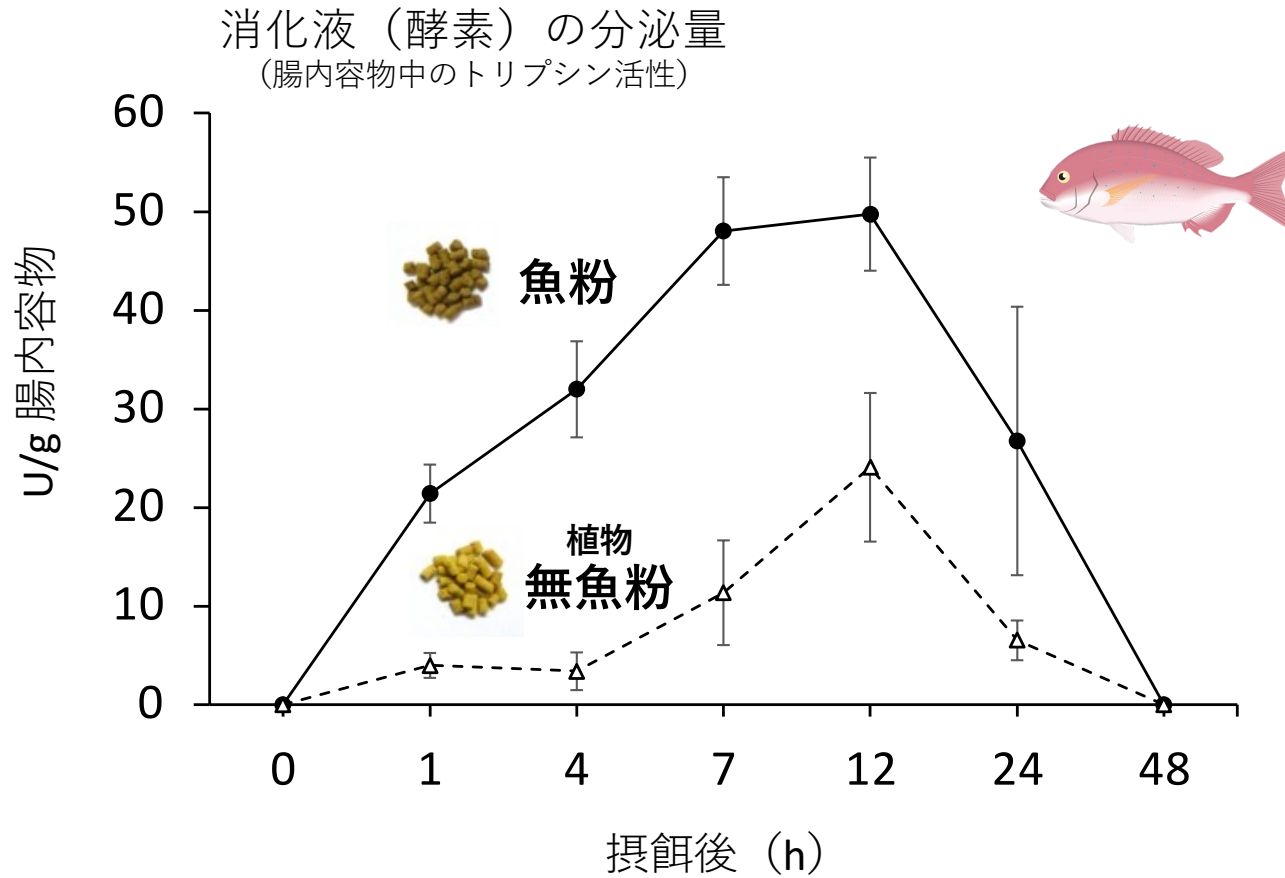 消化液（酵素）の分泌量
（腸内容物中のトリプシン活性）
60
50
40
30
20
10
0
U/g 腸内容物
魚粉
植物
無魚粉
0 1 4 7 12 24 48
摂餌後（h）